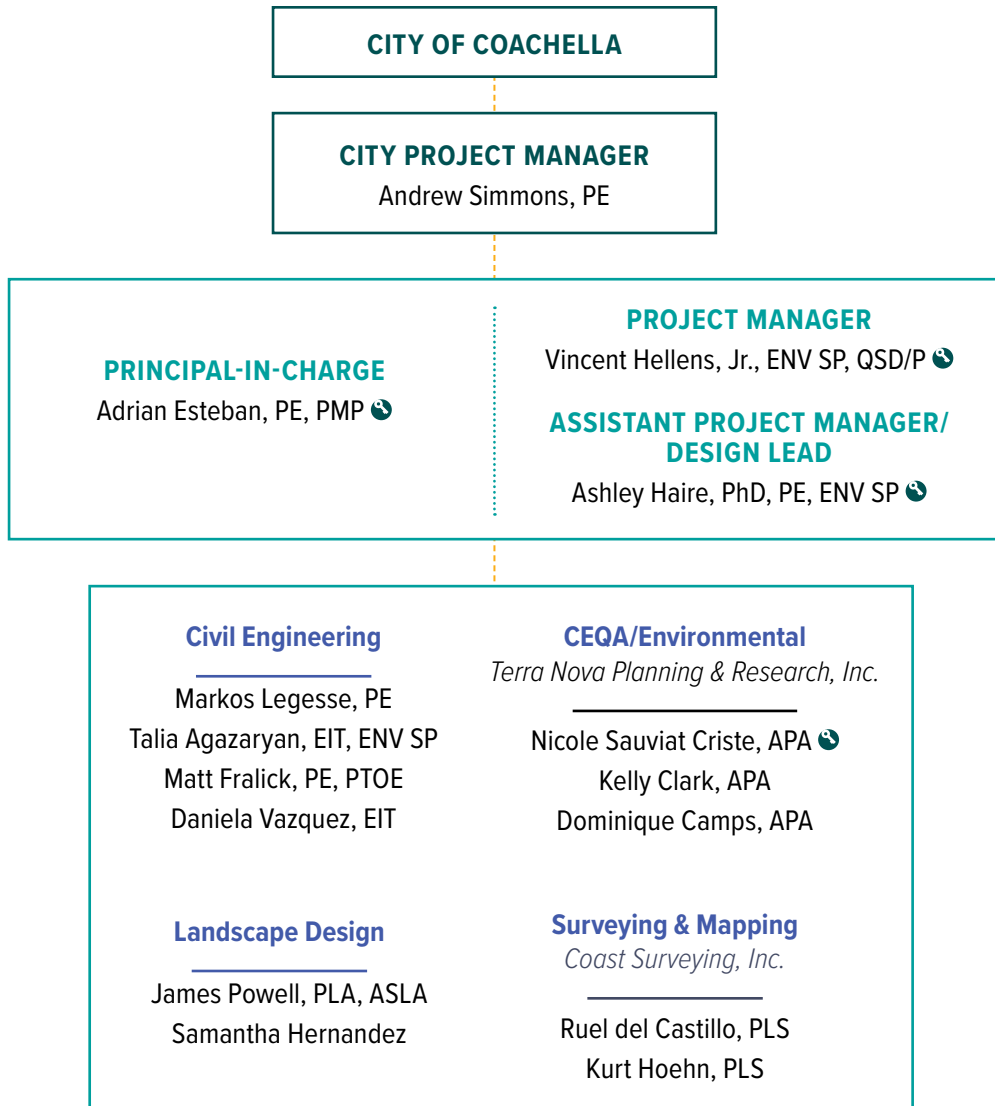 CITY OF COACHELLA
CITY PROJECT MANAGER
Andrew Simmons, PE
PRINCIPAL-IN-CHARGE
Adrian Esteban, PE, PMP
PROJECT MANAGER
Vincent Hellens, Jr., ENV SP, QSD/P
ASSISTANT PROJECT MANAGER/
DESIGN LEAD
Ashley Haire, PhD, PE, ENV SP
Civil Engineering
Markos Legesse, PE
Talia Agazaryan, EIT, ENV SP
Matt Fralick, PE, PTOE
Daniela Vazquez, EIT
CEQA/Environmental
Terra Nova Planning & Research, Inc.
Nicole Sauviat Criste, APA
Kelly Clark, APA
Dominique Camps, APA
Landscape Design
James Powell, PLA, ASLA
Samantha Hernandez
Surveying & Mapping
Coast Surveying, Inc.
Ruel del Castillo, PLS
Kurt Hoehn, PLS